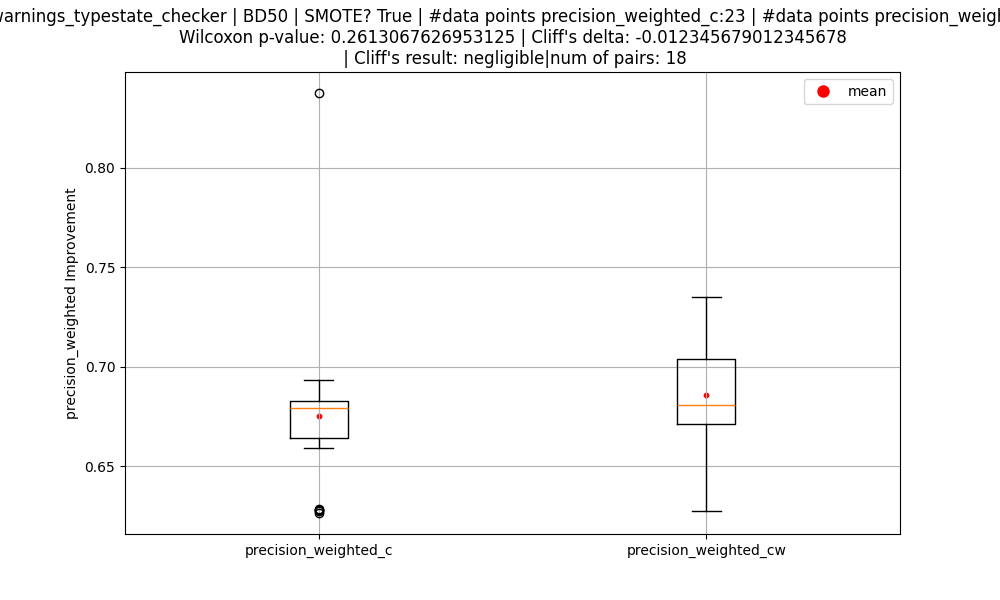 warnings_typestate_checker | BD50 | SMOTE? True | #data points precision_weighted_c:23 | #data points
Wilcoxon p-value: 0.2613067626953125 | Cliff's delta: -0.012345679012345678
| Cliff's result: negligible|num of pairs: 18
mean
0.80
0.75
0.70
0.65
precision_weighted Improvement
precision_weighted_c
precision_weighted_cw